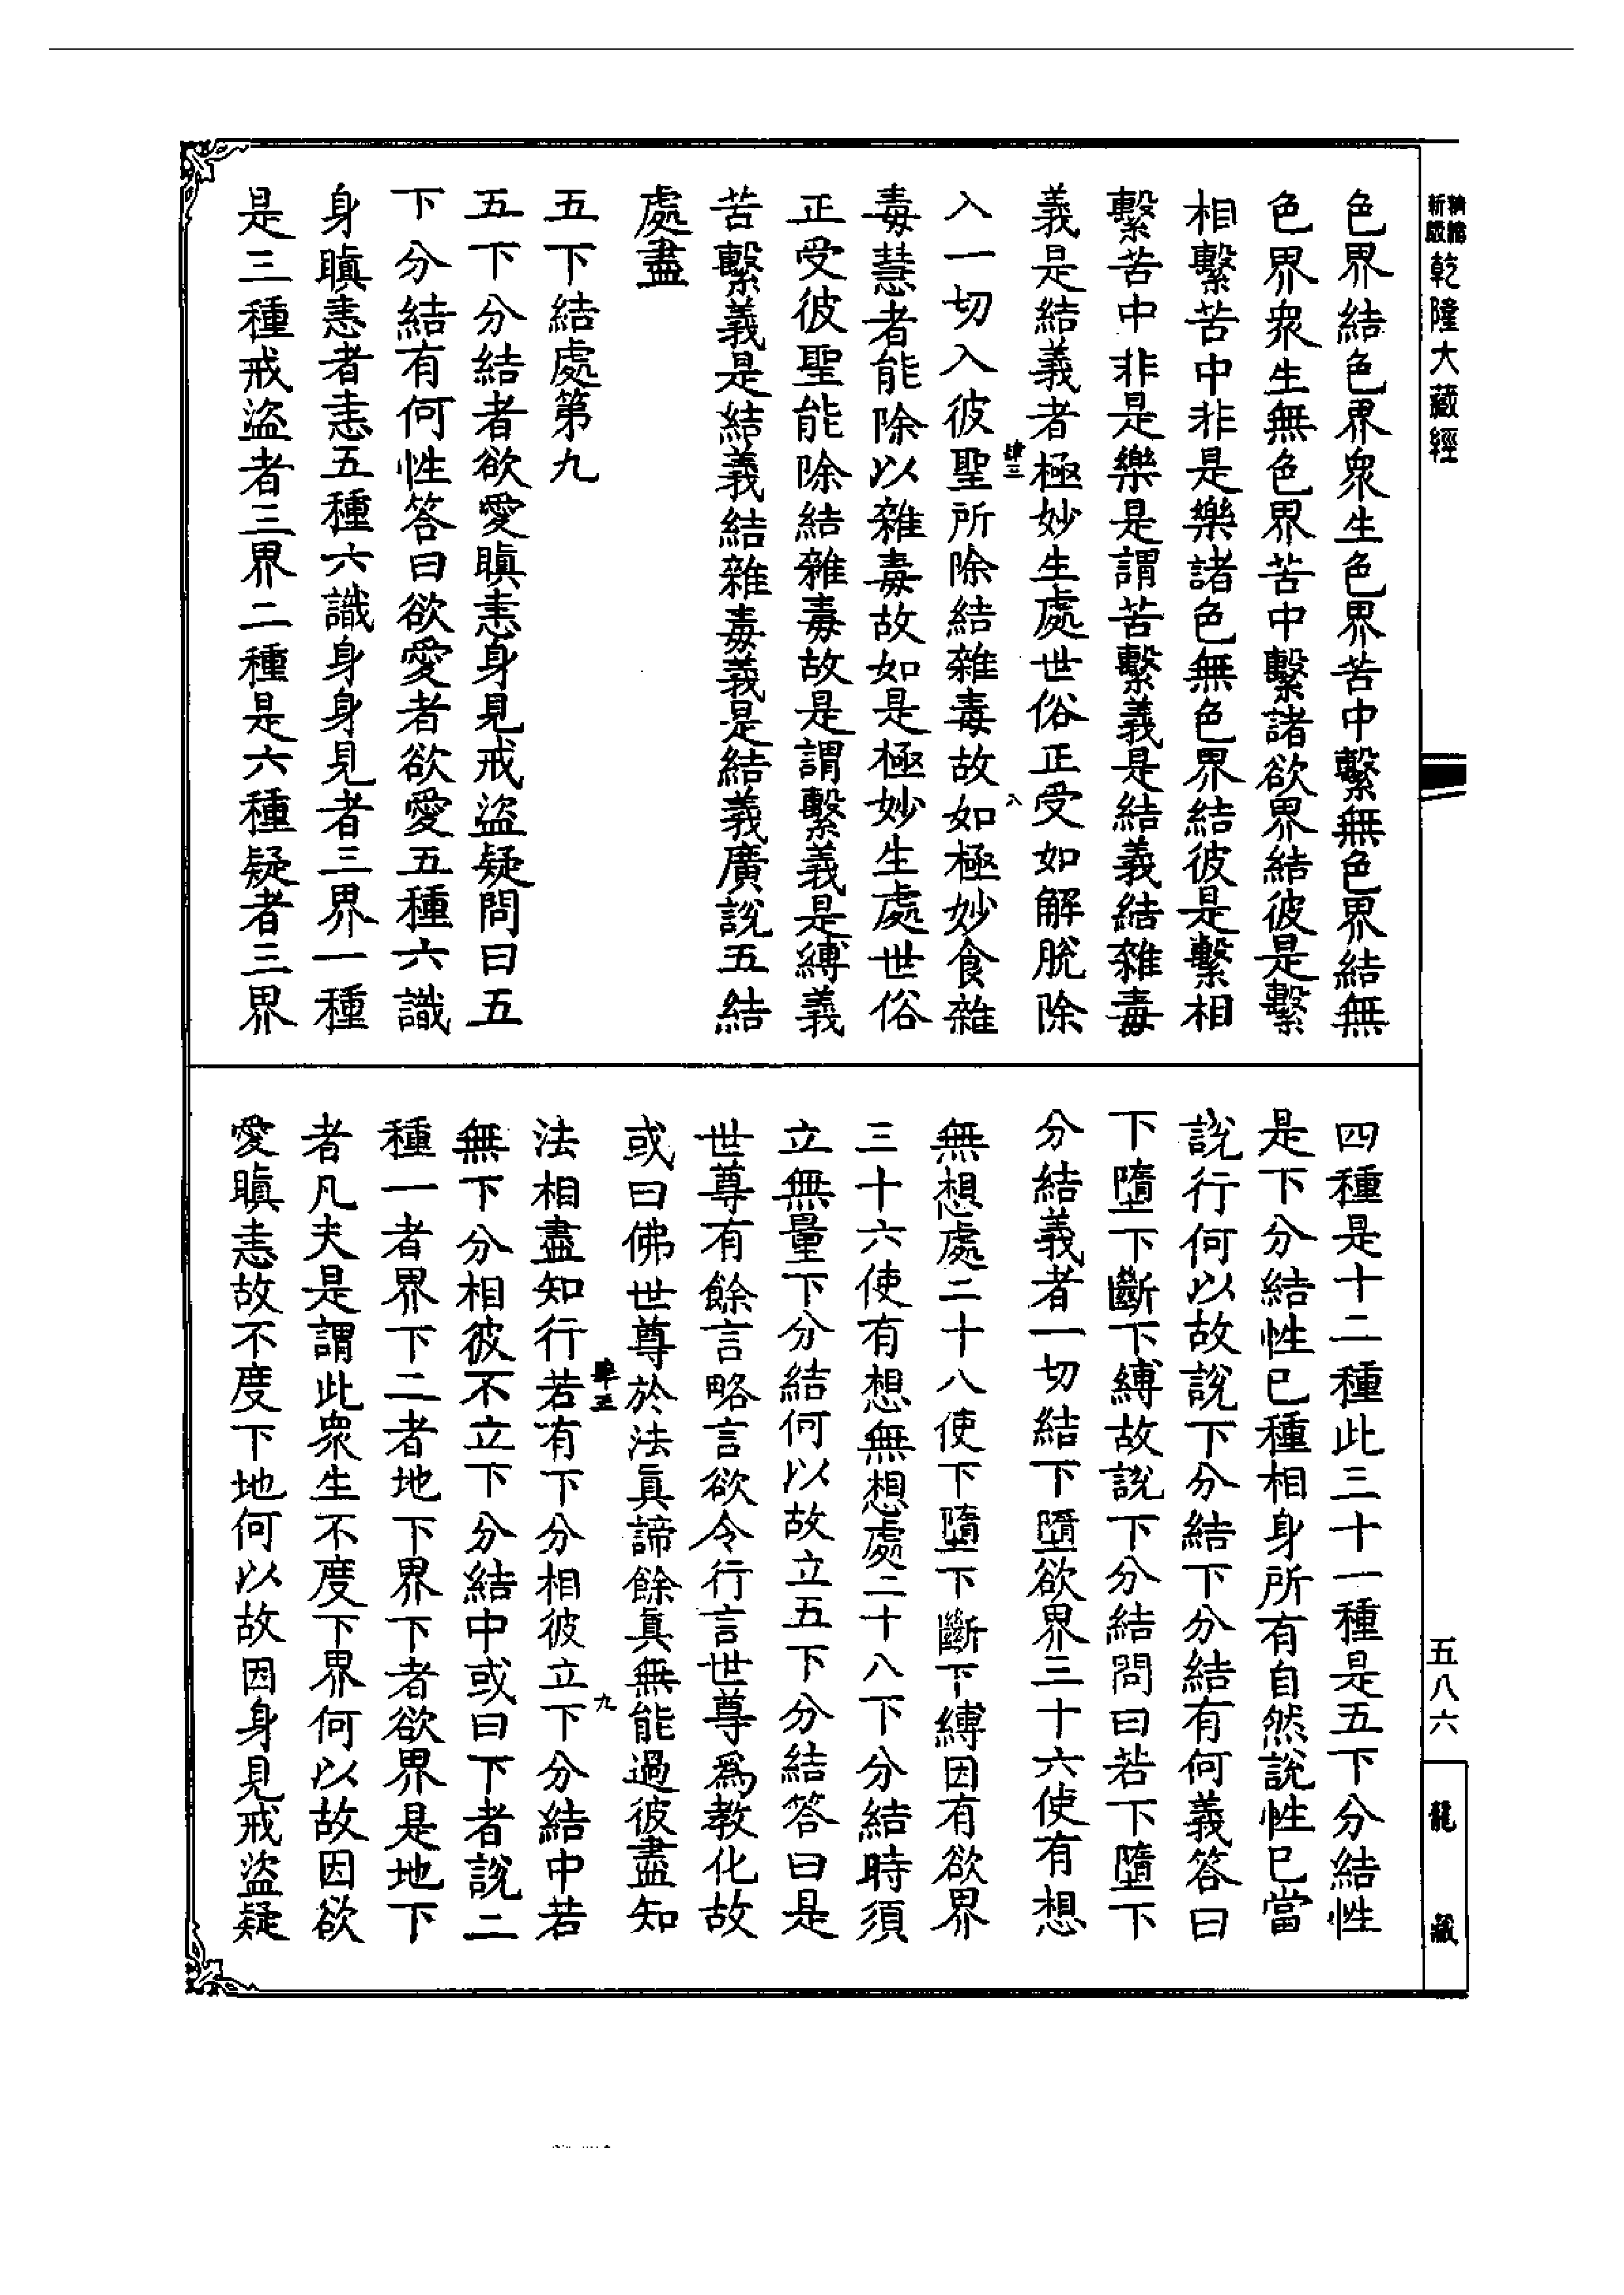 新厰精繕乾隆大藏經
色界結色界衆生色界苦中繫無色界結無
色界衆生無色界苦中繫諸欲界結彼是繫
相繫苦中非是樂諸色無色界結彼是繫相
繫苦中非是樂是謂苦繫義是結義結雜毒
義是結義者極妙生處世俗正受如解脫除
入一切入彼聖所除結雜毒故如極妙食雜
毒慧者能除以雜毒故如是極妙生處世俗
正受彼聖能除結雜毒故是謂繫義是縛義
苦繫義是結義結雜毒義是結義廣說五結
處盡
五下結處第九
五下分結者欲愛瞋恚身見戒盜疑問曰五
下分結有何性答曰欲愛者欲愛五種六識
身瞋恚者恚五種六識身身見者三界一種
是三種戒盜者三界二種是六種疑者三界
四種是十二種此三十一種是五下分結性
是下分結性已種相身所有自然說性已當
說行何以故說下分結下分結有何義答曰
下墮下斷下縛故說下分結問曰若下墮下
分結義者一切結下墮欲界三十六使有想
無想處二十八使下墮下斷下縛因有欲界
三十六使有想無想處二十八下分結時須
立無量下分結何以故立五下分結答曰是
世尊有餘言略言欲令行言世尊爲教化故
或曰佛世尊於法眞諦餘眞無能過彼盡知
法相盡知行若有下分相彼立下分結中若
無下分相彼不立下分結中或曰下者說二
種一者界下二者地下界下者欲界是地下
者凡夫是謂此衆生不度下界何以故因欲
愛瞋恚故不度下地何以故因身見戒盜疑
肆三
八
肆三
九
五八六
龍藏